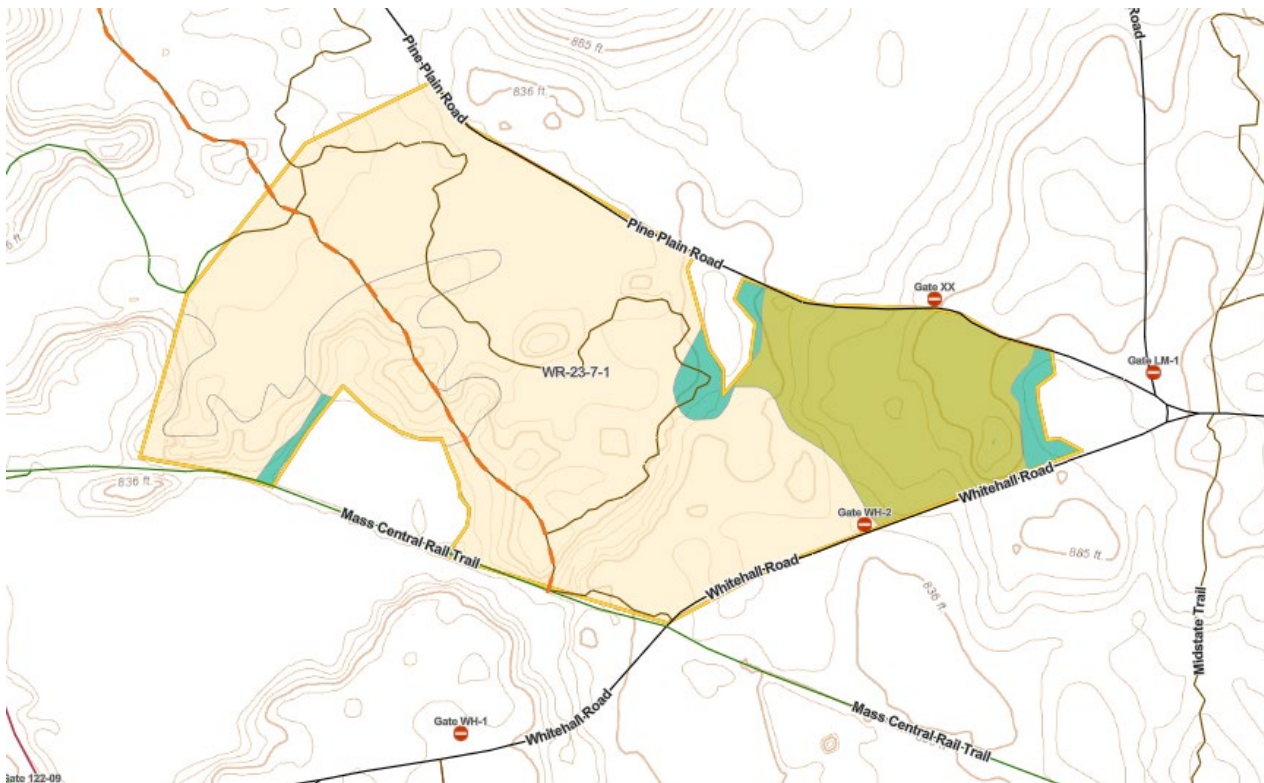 Road
Pine Plain Road
885 ft.
836 ft.
Pine Plain Road
Gate XX
Gate LM-1
WR-23-7-1
836 ft.
Whitehall Road
Gate WH-2
Mass Central Rail Trail
885 ft.
Whitehall Road
836 ft.
Midstate Trail
Gate WH-1
Whitehall Road
Mass Central Rail Trail
Gate 122-09